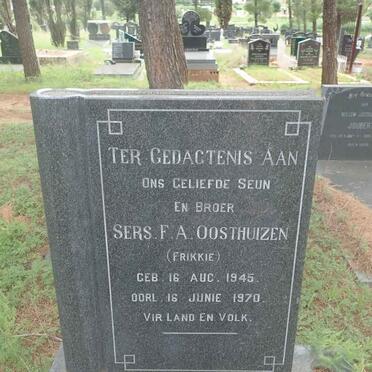 TER GEDAGTENIS AAN
ONS GELIEFDE SEUN
EN BROER
SERS. F. A. OOSTHUIZEN
(FRIKKIE)
GEB. 16 AUG. 1945.
OORL. 16 JUNIE 1970.
VIR LAND EN VOLK.